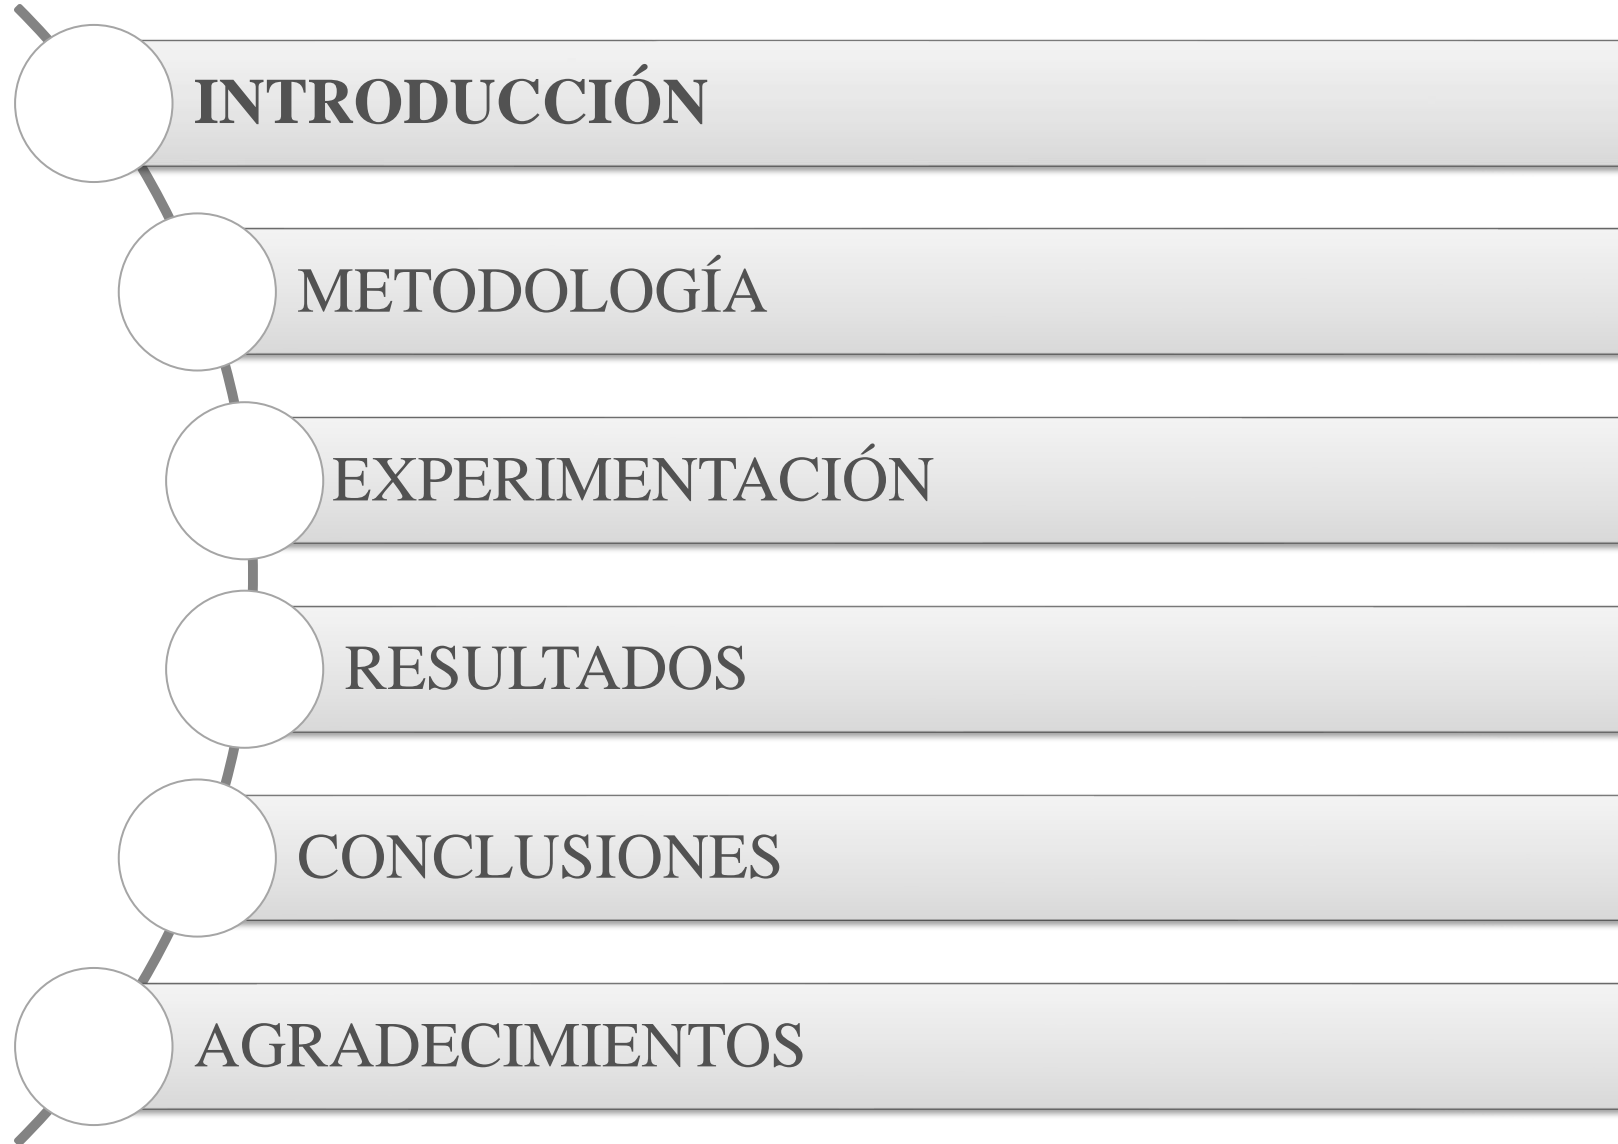 INTRODUCCIÓN
METODOLOGÍA
EXPERIMENTACIÓN
RESULTADOS
CONCLUSIONES
AGRADECIMIENTOS